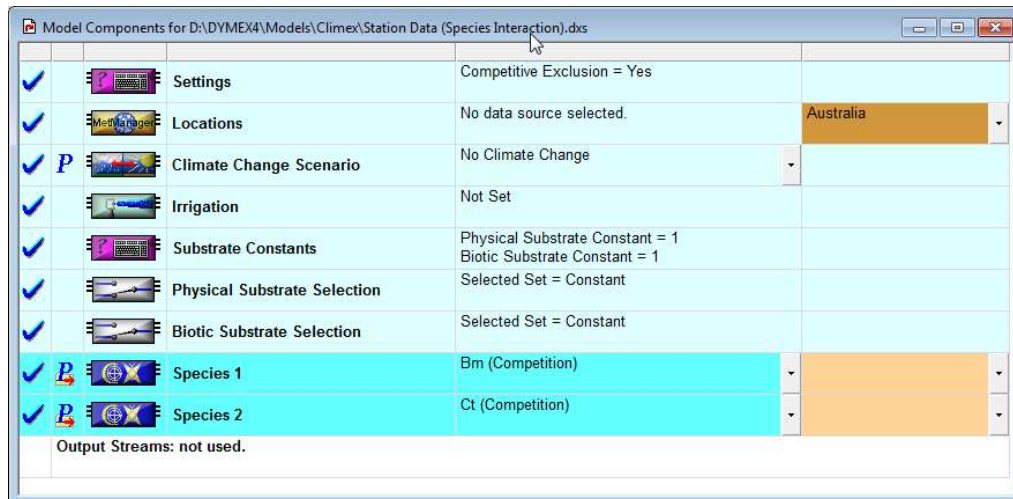 Model Components for D:\DYMEX4\Models\Climex\Station Data (Species Interaction).dxs
Settings
Competitive Exclusion = Yes
MetManager
Locations
No data source selected.
Australia
P
Climate Change Scenario
No Climate Change
Irrigation
Not Set
Substrate Constants
Physical Substrate Constant = 1
Biotic Substrate Constant = 1
Physical Substrate Selection
Selected Set = Constant
Biotic Substrate Selection
Selected Set = Constant
P
Species 1
Bm (Competition)
P
Species 2
Ct (Competition)
Output Streams: not used.